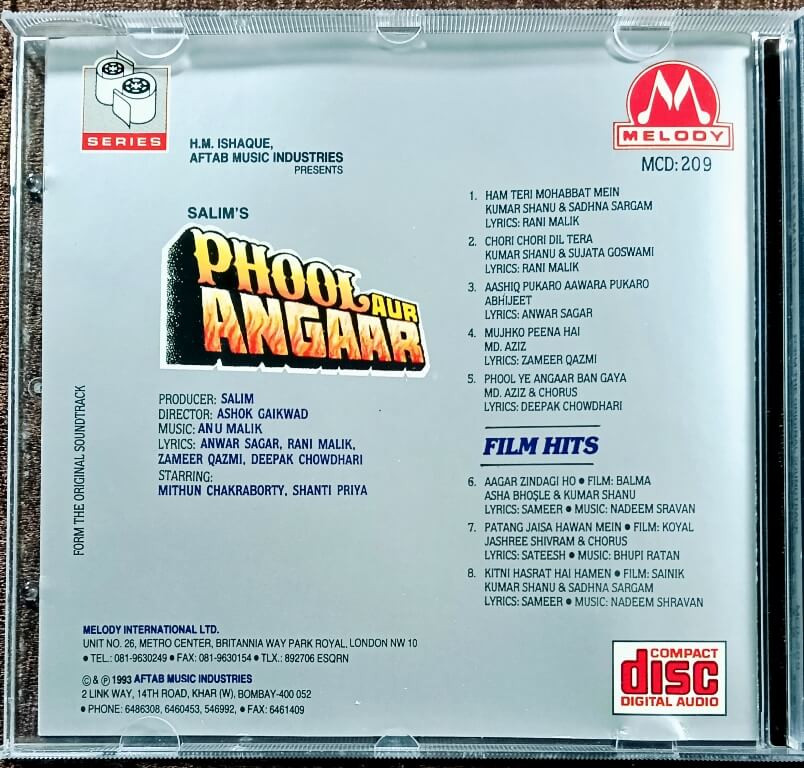 SERIES
H.M. ISHAQUE,
AFTAB MUSIC INDUSTRIES
PRESENTS
SALIM'S
PHOOL AUR
ANGAAR
PRODUCER: SALIM
DIRECTOR: ASHOK GAIKWAD
MUSIC: ANU MALIK
LYRICS: ANWAR SAGAR, RANI MALIK,
ZAMEER QAZMI, DEEPAK CHOWDHARI
STARRING:
MITHUN CHAKRABORTY, SHANTI PRIYA
FORM THE ORIGINAL SOUNDTRACK
MELODY
MCD:209
1. HAM TERI MOHABBAT MEIN
KUMAR SHANU & SADHNA SARGAM
LYRICS: RANI MALIK
2. CHORI CHORI DIL TERA
KUMAR SHANU & SUJATA GOSWAMI
LYRICS: RANI MALIK
3. AASHIQ PUKARO AAWARA PUKARO
ABHIJEET
LYRICS: ANWAR SAGAR
4. MUJHKO PEENA HAI
MD. AZIZ
LYRICS: ZAMEER QAZMI
5. PHOOL YE ANGAAR BAN GAYA
MD. AZIZ & CHORUS
LYRICS: DEEPAK CHOWDHARI
FILM HITS
6. AAGAR ZINDAGI HO ● FILM: BALMA
ASHA BHOSLE & KUMAR SHANU
LYRICS: SAMEER ● MUSIC: NADEEM SRAVAN
7. PATANG JAISA HAWAN MEIN ● FILM: KOYAL
JASHREE SHIVRAM & CHORUS
LYRICS: SATEESH ● MUSIC: BHUPI RATAN
8. KITNI HASRAT HAI HAMEN ● FILM: SAINIK
KUMAR SHANU & SADHNA SARGAM
LYRICS: SAMEER ● MUSIC: NADEEM SHRAVAN
MELODY INTERNATIONAL LTD.
UNIT NO. 26, METRO CENTER, BRITANNIA WAY PARK ROYAL, LONDON NW 10
● TEL.: 081-9630249 ● FAX: 081-9630154 ● TLX.: 892706 ESQRN
© & ℗ 1993 AFTAB MUSIC INDUSTRIES
2 LINK WAY, 14TH ROAD, KHAR (W), BOMBAY-400 052
● PHONE: 6486308, 6460453, 546992, ● FAX: 6461409
COMPACT
disc
DIGITAL AUDIO